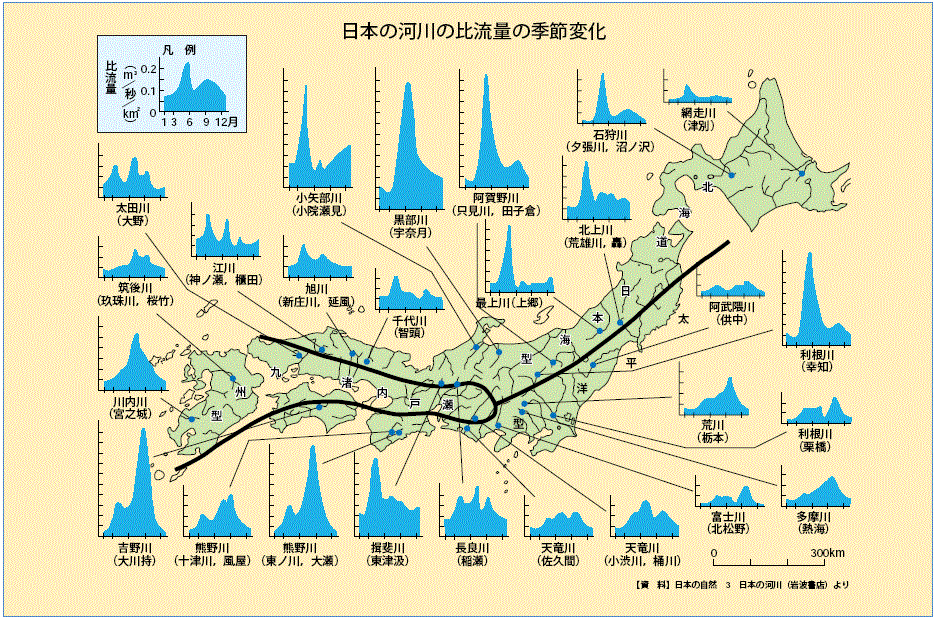 日本の河川の比流量の季節変化
凡 例
比流量(m³/秒/km²)
0.2
0.1
0
1 3 6 9 12月
太田川
(大野)
筑後川
(玖珠川, 桜竹)
川内川
(宮之城)
江川
(神ノ瀬, 櫃田)
旭川
(新庄川, 延風)
千代川
(智頭)
小矢部川
(小院瀬見)
黒部川
(宇奈月)
阿賀野川
(只見川, 田子倉)
最上川(上郷)
石狩川
(夕張川, 沼ノ沢)
網走川
(津別)
北上川
(荒雄川, 轟)
阿武隈川
(供中)
利根川
(幸知)
荒川
(栃本)
利根川
(栗橋)
富士川
(北松野)
多摩川
(熱海)
北海道
日本海型
太平洋型
九州型
瀬戸内渚
吉野川
(大川持)
熊野川
(十津川, 風屋)
熊野川
(東ノ川, 大瀬)
揖斐川
(東津汲)
長良川
(稲瀬)
天竜川
(佐久間)
天竜川
(小渋川, 桶川)
0 300km
【資 料】日本の自然 3 日本の河川(岩波書店)より